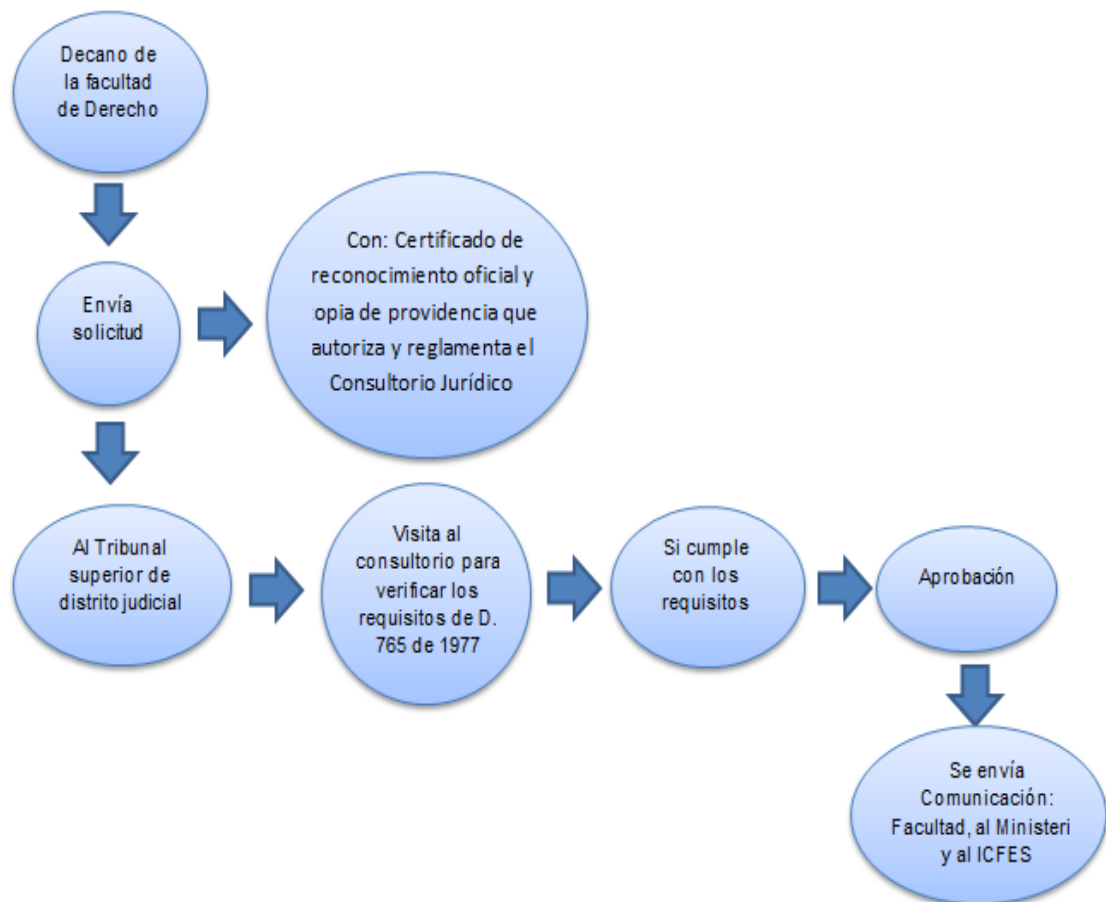 Decano de
la facultad
de Derecho
Envía
solicitud
Con: Certificado de
reconocimiento oficial y
opia de providencia que
autoriza y reglamenta el
Consultorio Jurídico
Al Tribunal
superior de
distrito judicial
Visita al
consultorio para
verificar los
requisitos de D.
765 de 1977
Si cumple
con los
requisitos
Aprobación
Se envía
Comunicación:
Facultad, al Ministeri
y al ICFES